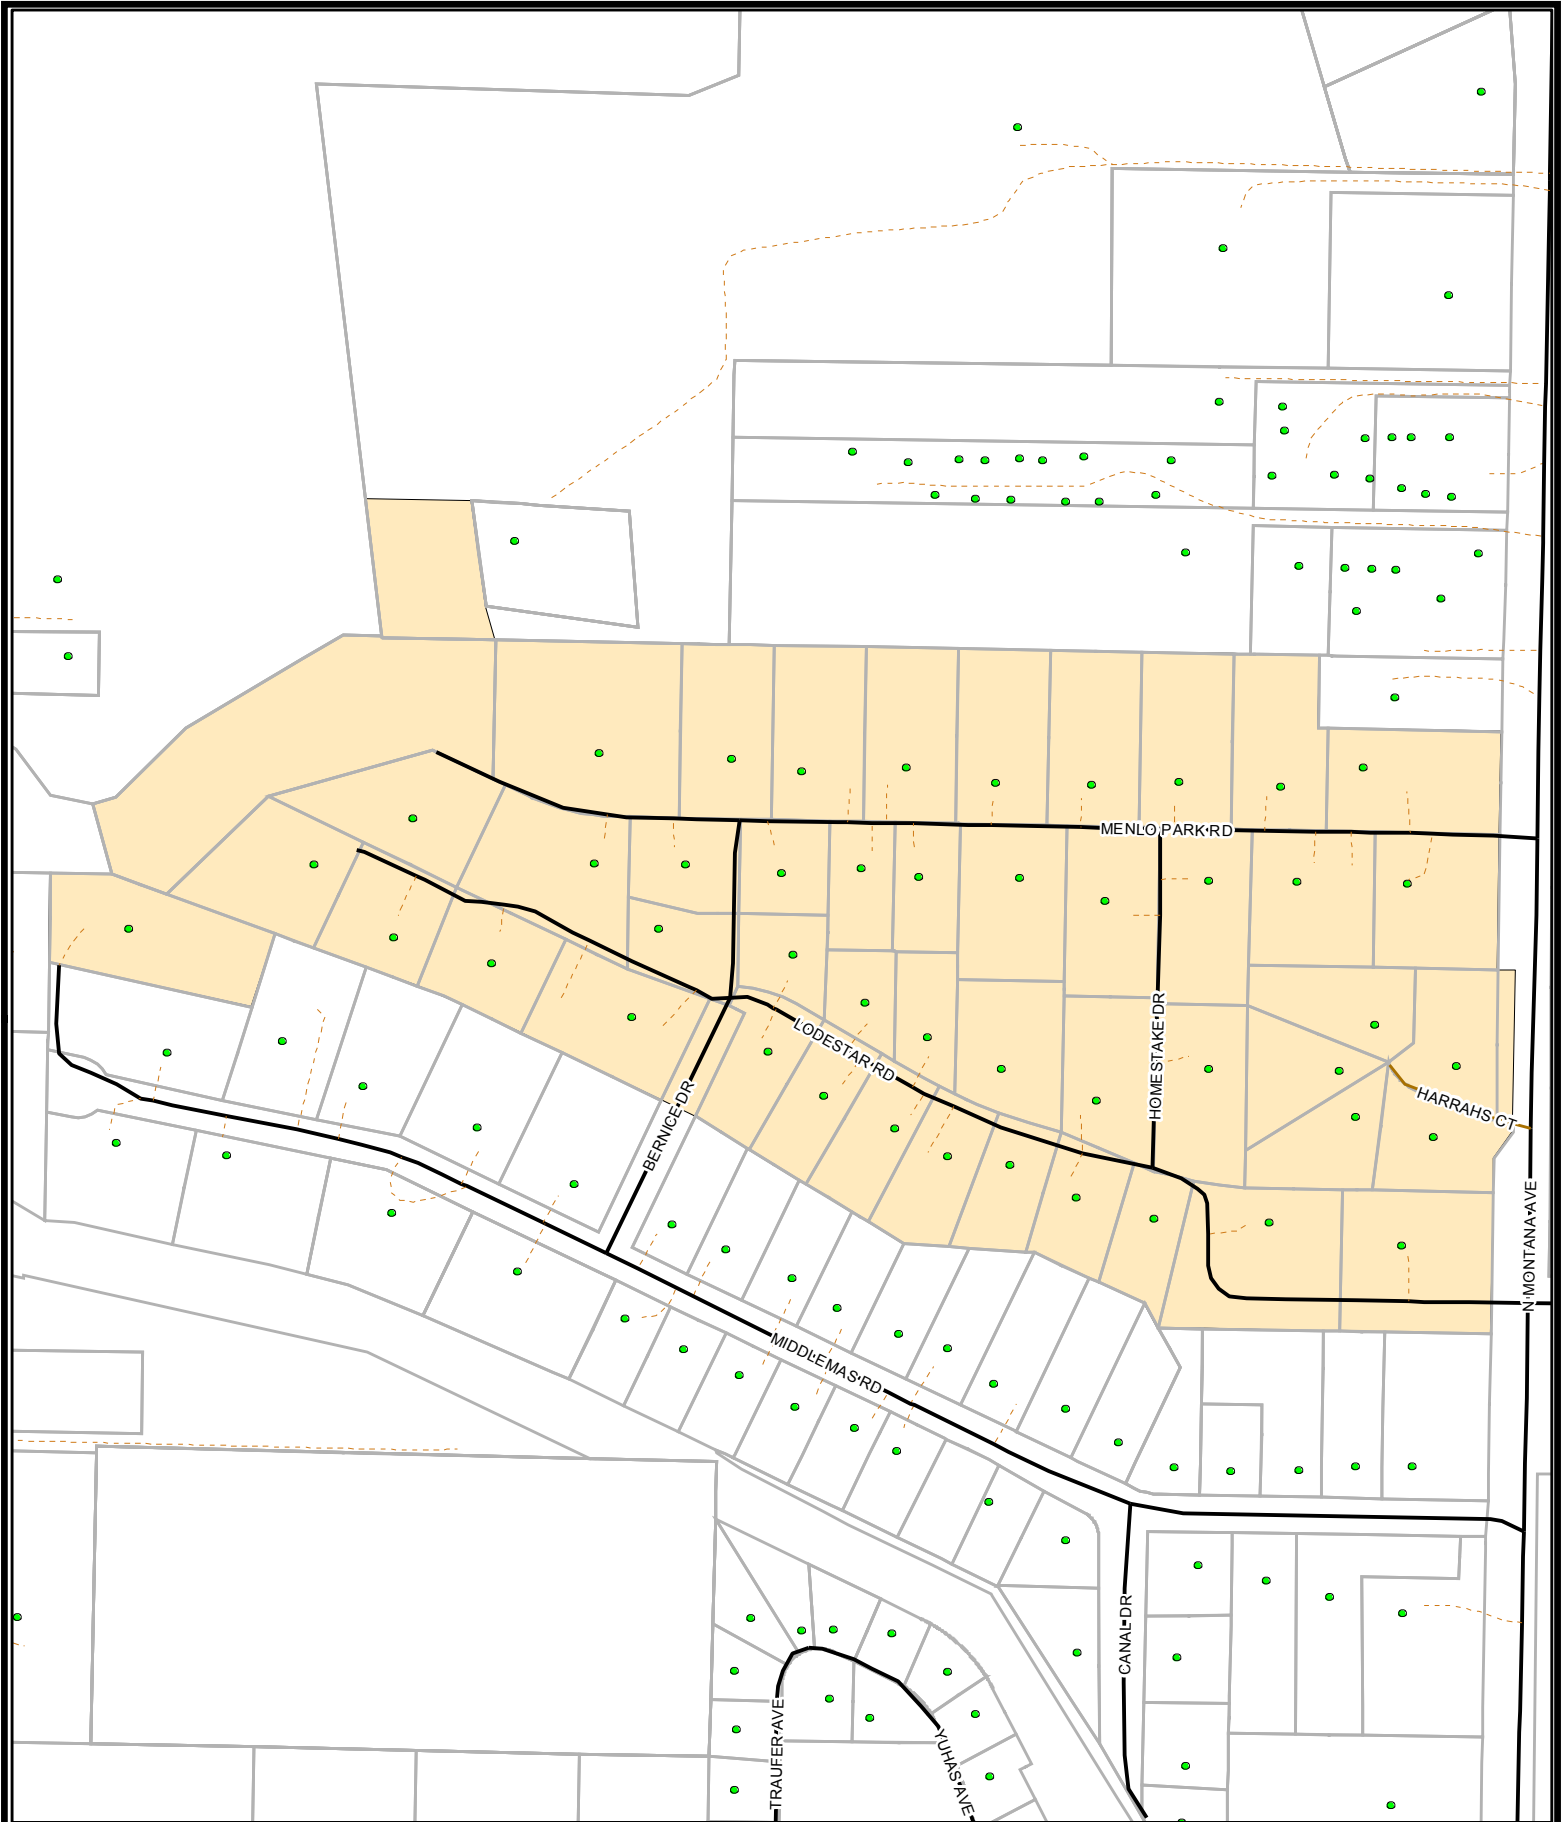 MENLO PARK RD
LODESTAR RD
HOMESTAKE DR
HARRAHS CT
BERNICE DR
N MONTANA AVE
MIDDLEMAS RD
CANAL DR
TRAUFER AVE
YUHAS AVE